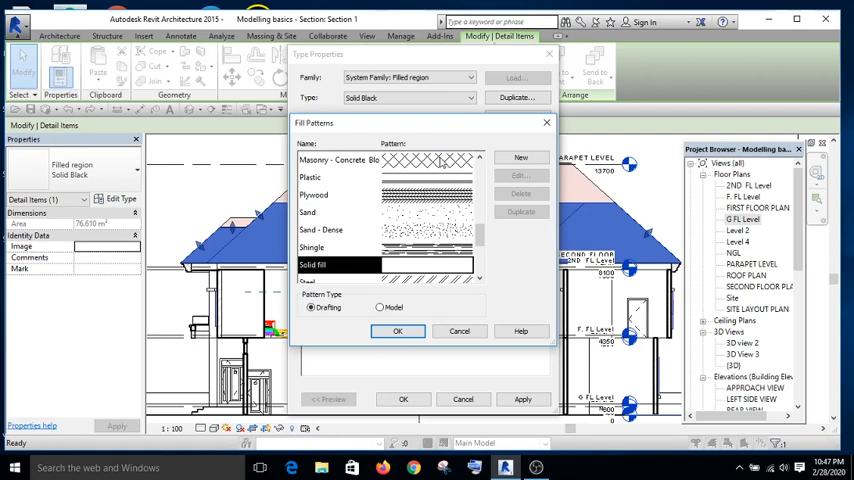 Autodesk Revit Architecture 2015 - Modelling basics - Section: Section 1
Type a keyword or phrase
Sign In
Architecture Structure Insert Annotate Analyze Massing & Site Collaborate View Manage Add-Ins Modify | Detail Items
Modify
Paste
Cope
Cut
Join
Send to Back
Select
Properties
Clipboard
Geometry
Arrange
Modify | Detail Items
Properties
Filled region
Solid Black
Detail Items (1)
Edit Type
Dimensions
Area 76.610 m²
Identity Data
Image
Comments
Mark
Properties help
Apply
Type Properties
Family: System Family: Filled region
Load...
Type: Solid Black
Duplicate...
Fill Patterns
Name: Pattern:
Masonry - Concrete Blo
Plastic
Plywood
Sand
Sand - Dense
Shingle
Solid fill
Steel
New
Edit...
Delete
Duplicate
Pattern Type
Drafting
Model
OK
Cancel
Help
<< Preview
OK
Cancel
Apply
PARAPET LEVEL
13700
2ND F.L Level
8100
F. FL Level
4350
G FL Level
0
Project Browser - Modelling ba...
Views (all)
Floor Plans
2ND F.L Level
F. FL Level
FIRST FLOOR PLAN
G FL Level
Level 2
Level 4
NGL
PARAPET LEVEL
ROOF PLAN
SECOND FLOOR PLA
Site
SITE LAYOUT PLAN
Ceiling Plans
3D Views
3D view 2
3D view 3
{3D}
Elevations (Building Elev
APPROACH VIEW
LEFT SIDE VIEW
1 : 100
Ready
:0
Main Model
:1
Search the web and Windows
10:47 PM
2/28/2020